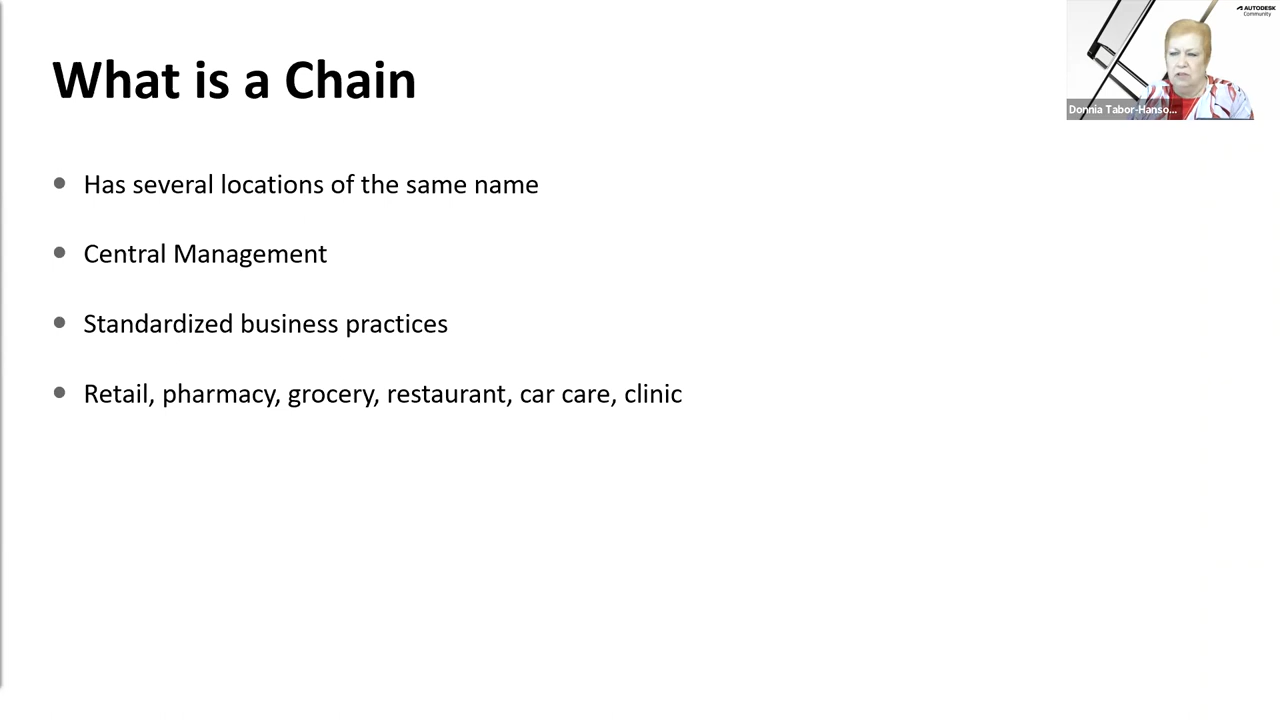 What is a Chain
AUTODESK
Community
Donnia Tabor-Hanso...
Has several locations of the same name
Central Management
Standardized business practices
Retail, pharmacy, grocery, restaurant, car care, clinic